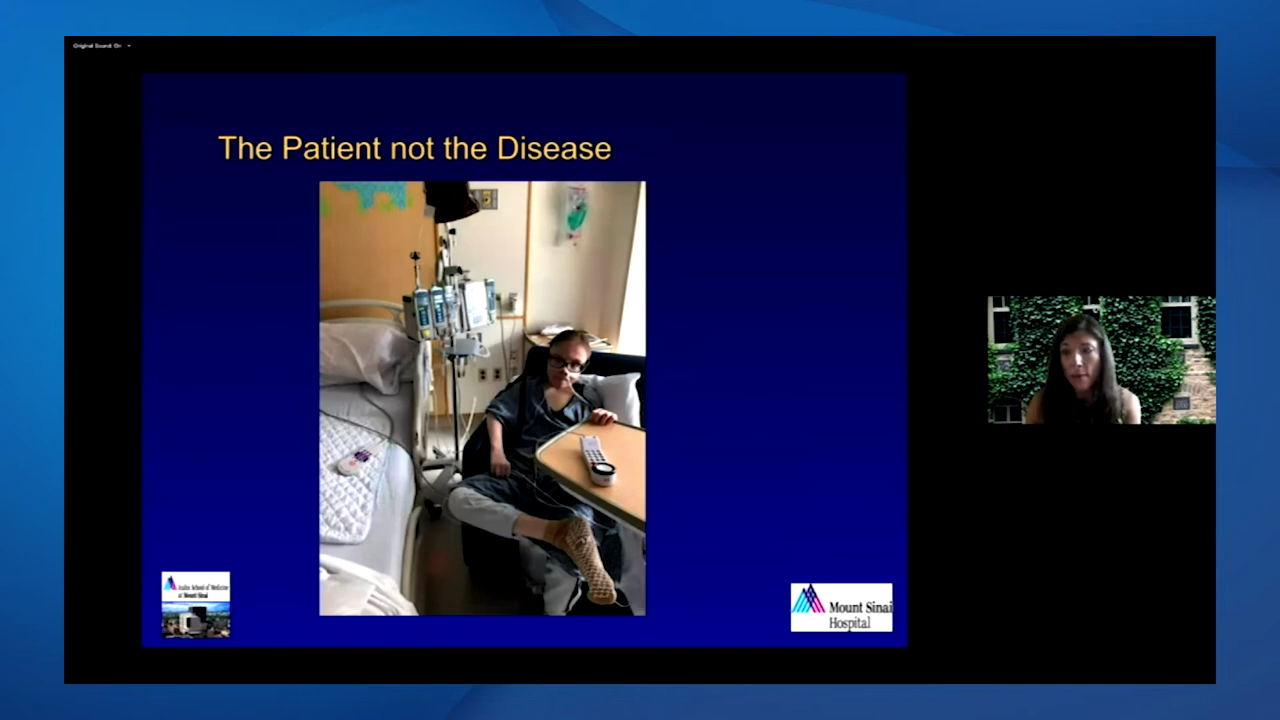 Original Sound: On
The Patient not the Disease
Icahn School of Medicine
at Mount Sinai
Mount Sinai
Hospital